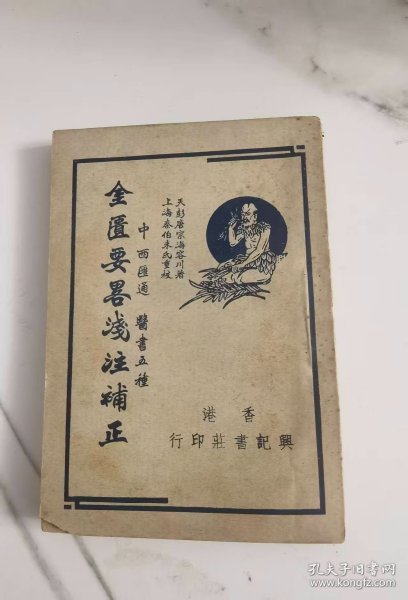 天彭唐宗海容川著
上海秦伯未氏重校
中西匯通 醫書五種
金匱要畧淺注補正
香港
興記書莊印行
孔夫子旧书网
www.kongfz.com